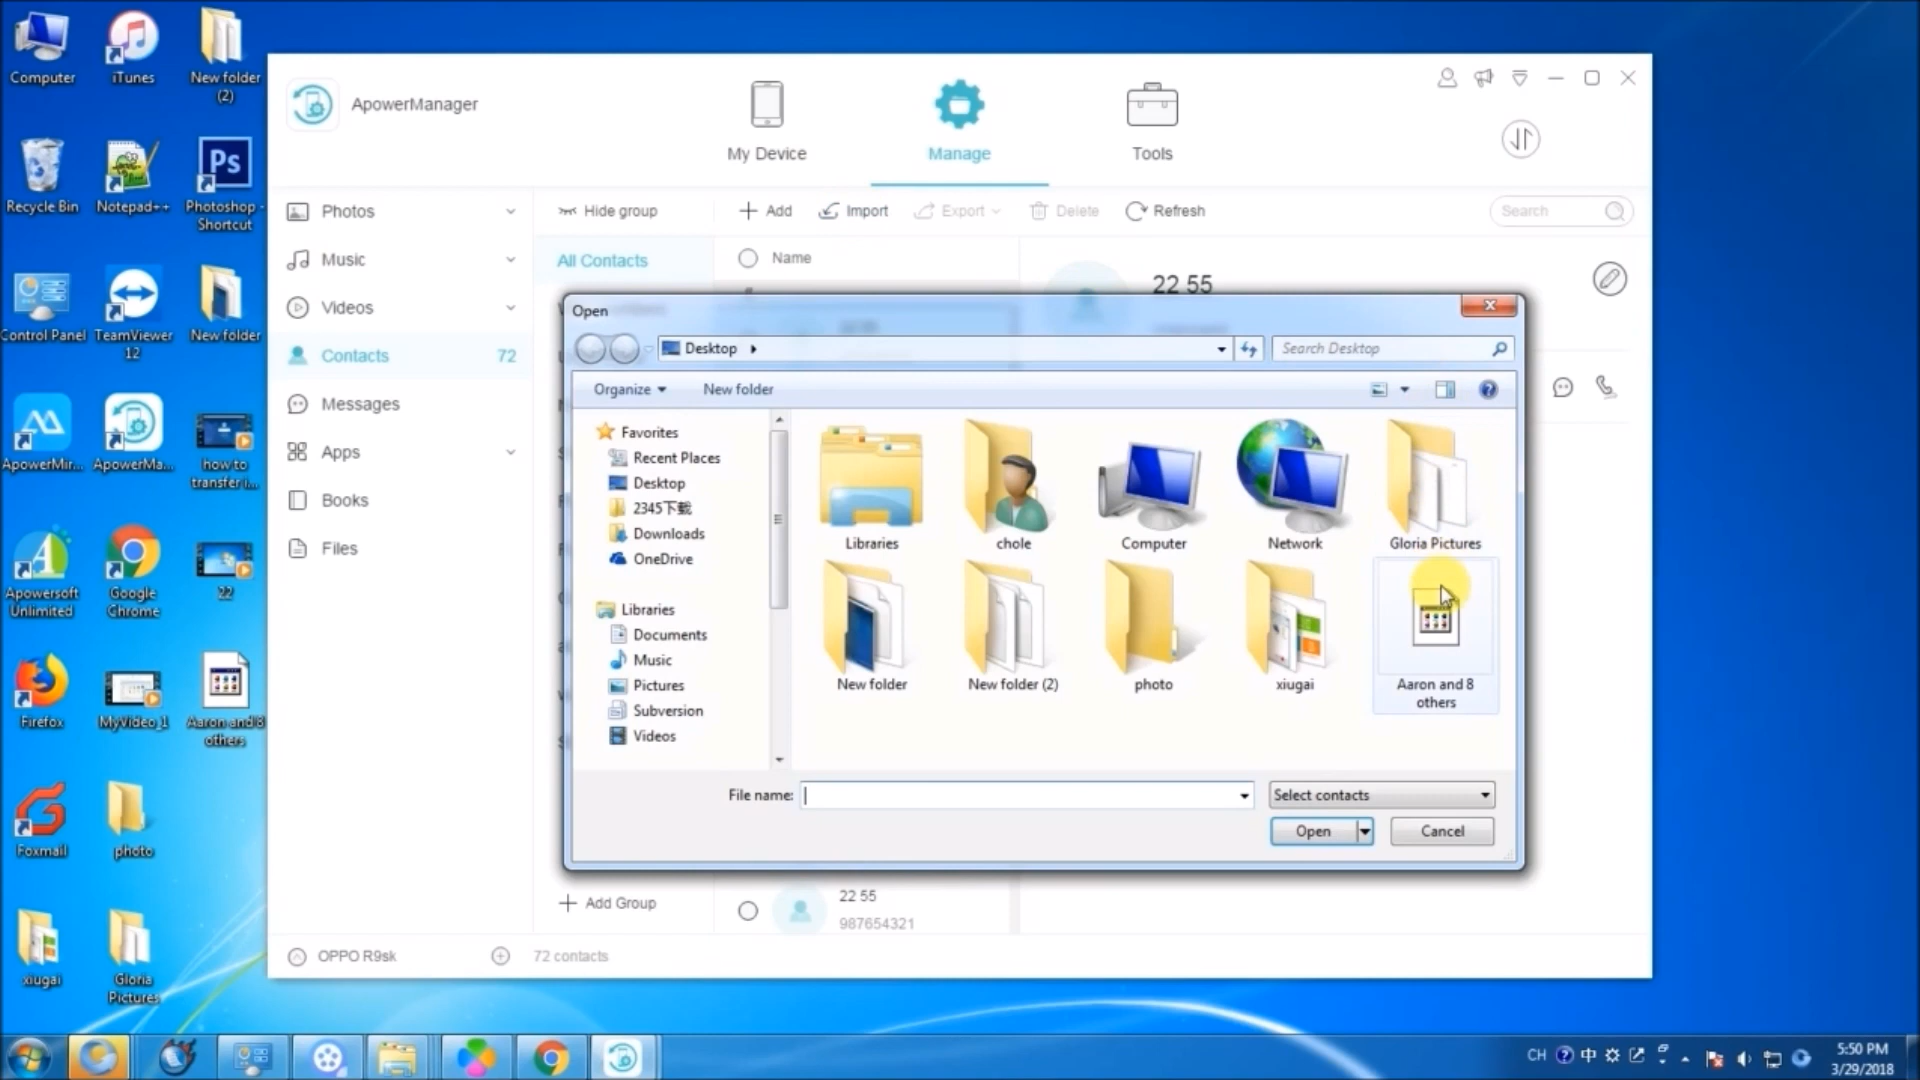 Computer
iTunes
New folder
(2)
Recycle Bin
Notepad++
Photoshop -
Shortcut
Control Panel
TeamViewer
12
New folder
ApowerMir...
ApowerMa...
how to
transfer i...
Apowersoft
Unlimited
Google
Chrome
22
Firefox
MyVideo_1
Aaron and 8
others
Foxmail
photo
xiugai
Gloria
Pictures
ApowerManager
My Device
Manage
Tools
Photos
Music
Videos
Contacts 72
Messages
Apps
Books
Files
Hide group
Add
Import
Export
Delete
Refresh
Search
All Contacts
Name
22 55
Open
Desktop
Search Desktop
Organize
New folder
Favorites
Recent Places
Desktop
2345下載
Downloads
OneDrive
Libraries
Documents
Music
Pictures
Subversion
Videos
Libraries
chole
Computer
Network
Gloria Pictures
New folder
New folder (2)
photo
xiugai
Aaron and 8
others
File name:
Select contacts
Open
Cancel
Add Group
22 55
987654321
OPPO R9sk
72 contacts
Ps
CH
中
5:50 PM
3/29/2018